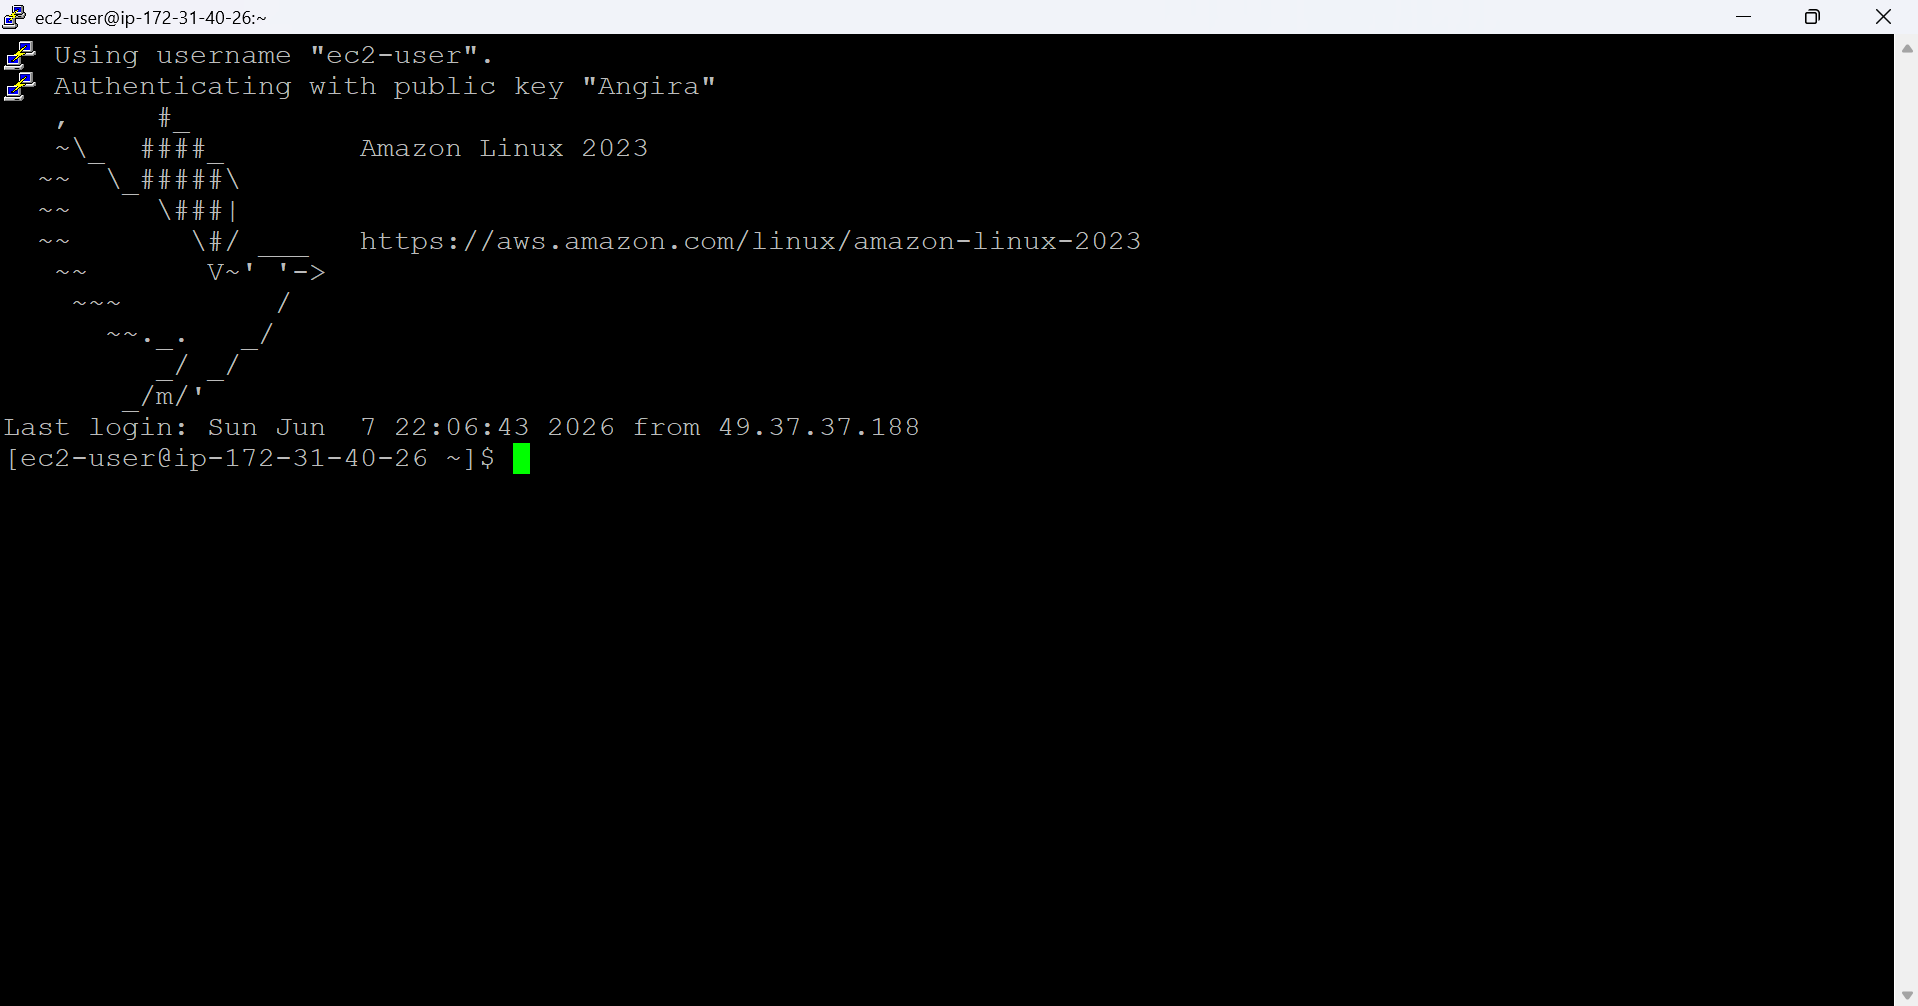 ec2-user@ip-172-31-40-26:~
Using username "ec2-user".
Authenticating with public key "Angira"
   ,     #_
   ~\_  ####_        Amazon Linux 2023
  ~~  \_#####\
  ~~     \###|
  ~~       \#/ ___   https://aws.amazon.com/linux/amazon-linux-2023
   ~~       V~' '->
    ~~~         /
      ~~._.   _/
         _/ _/
       _/m/'
Last login: Sun Jun  7 22:06:43 2026 from 49.37.37.188
[ec2-user@ip-172-31-40-26 ~]$